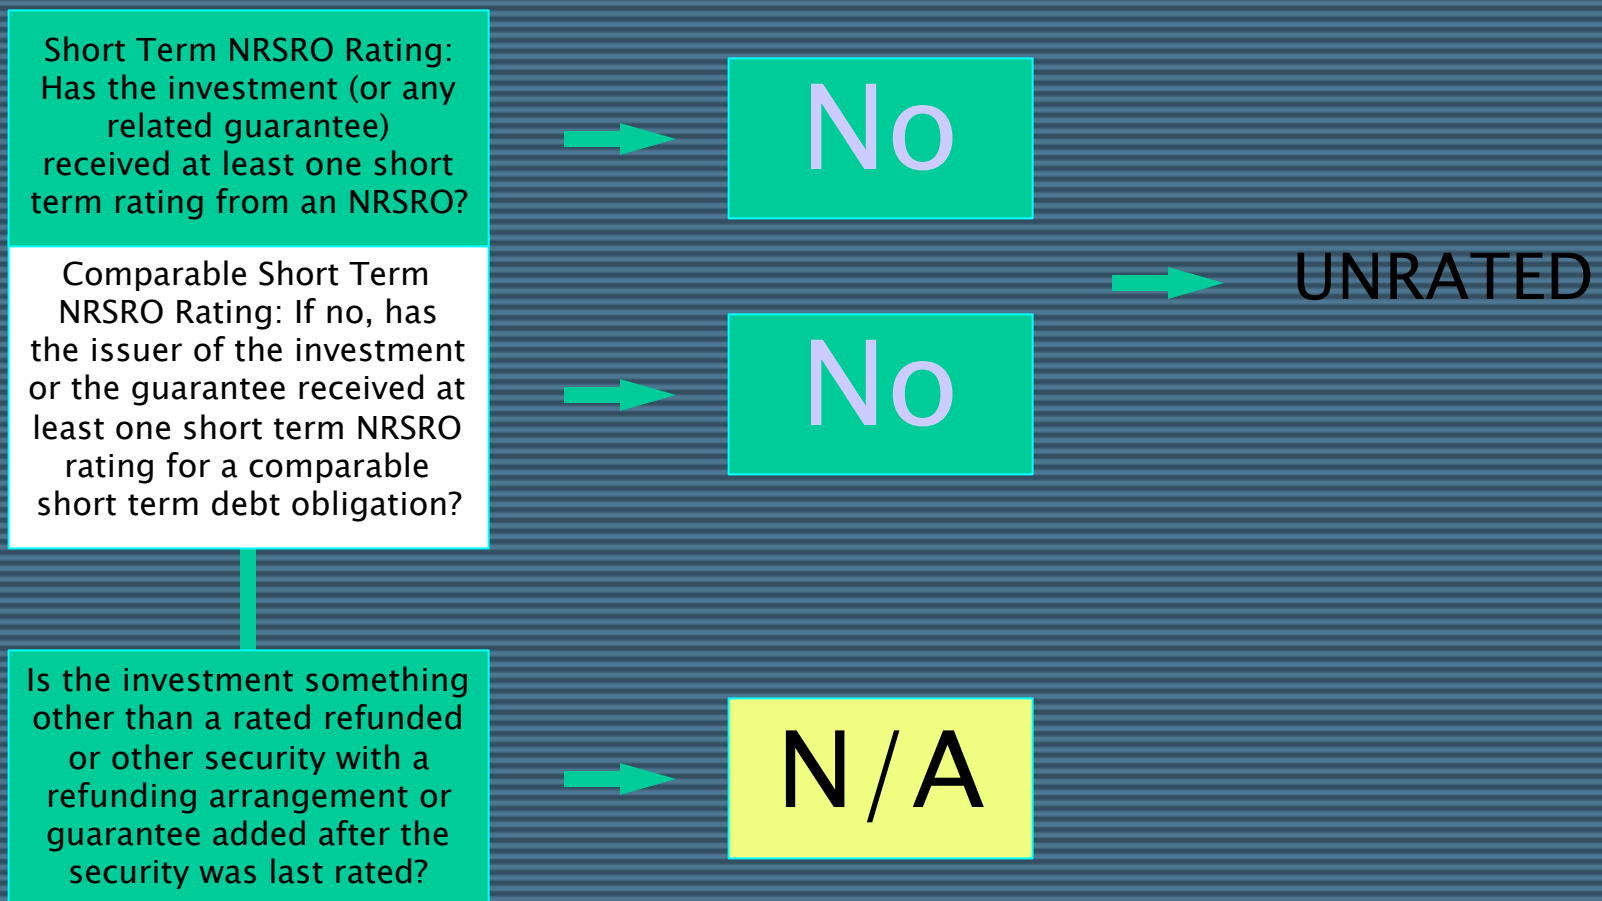 Short Term NRSRO Rating:
Has the investment (or any
related guarantee)
received at least one short
term rating from an NRSRO?
No
Comparable Short Term
NRSRO Rating: If no, has
the issuer of the investment
or the guarantee received at
least one short term NRSRO
rating for a comparable
short term debt obligation?
No
UNRATED
Is the investment something
other than a rated refunded
or other security with a
refunding arrangement or
guarantee added after the
security was last rated?
N/A